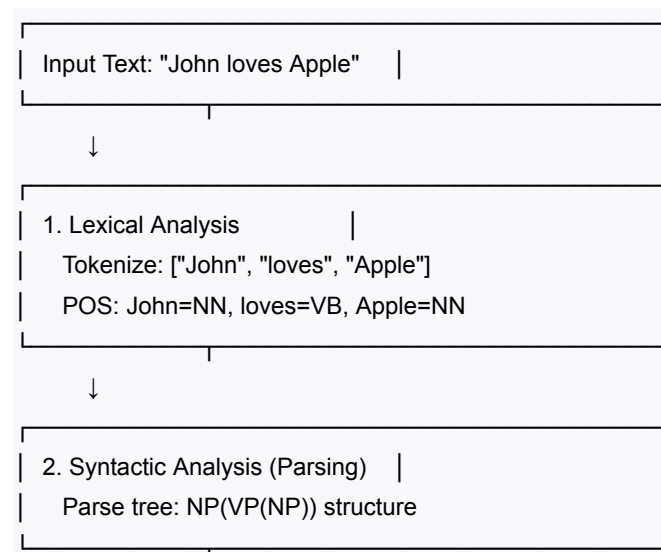 Input Text: "John loves Apple"
↓
1. Lexical Analysis
Tokenize: ["John", "loves", "Apple"]
POS: John=NN, loves=VB, Apple=NN
↓
2. Syntactic Analysis (Parsing)
Parse tree: NP(VP(NP)) structure